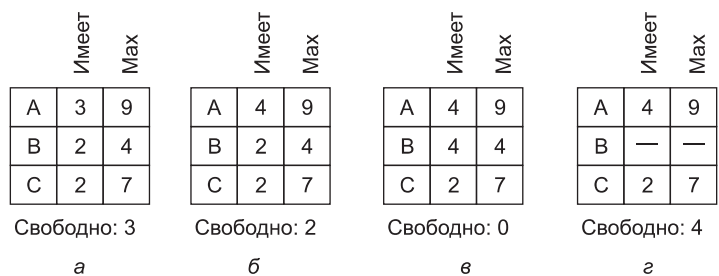 Имеет Max Имеет Max Имеет Max Имеет Max
A 3 9 A 4 9 A 4 9 A 4 9
B 2 4 B 2 4 B 4 4 B — —
C 2 7 C 2 7 C 2 7 C 2 7
Свободно: 3 Свободно: 2 Свободно: 0 Свободно: 4
а б в г